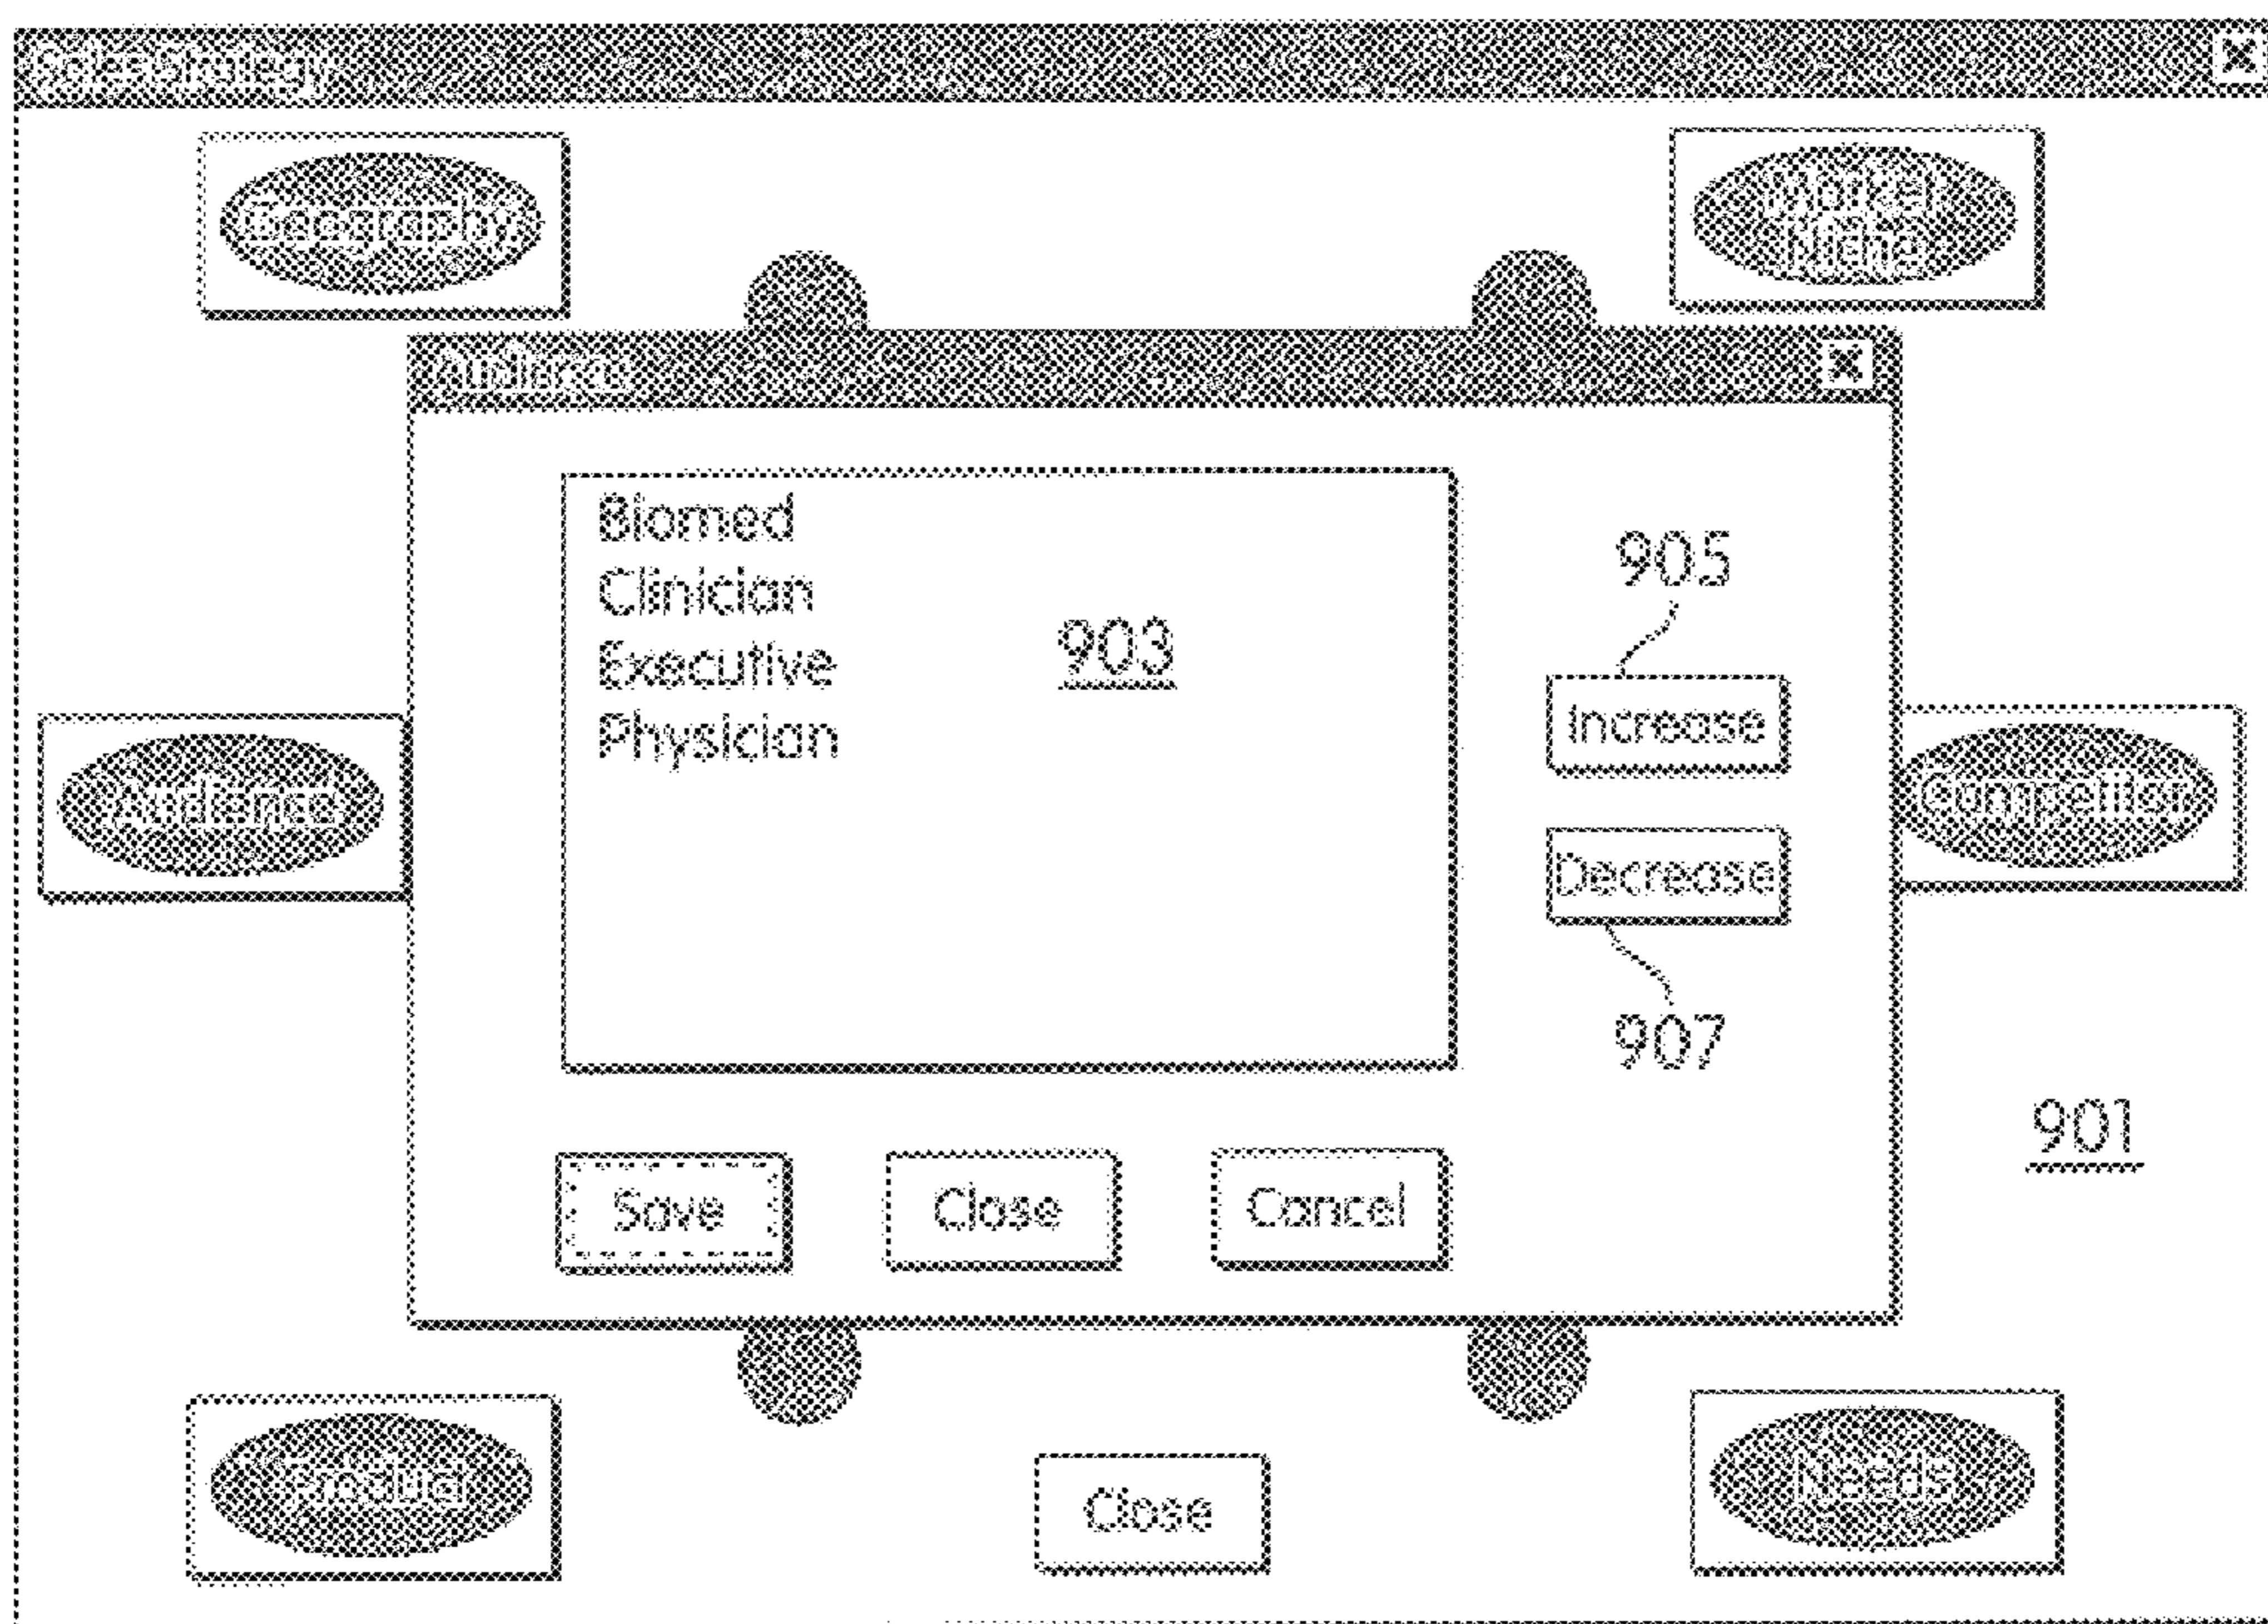 Sales Strategy
Geography
Market
Niche
Audience
Biomed
Clinician
Executive
Physician
903
905
Increase
Decrease
907
Audience
Competitor
901
Save
Close
Cancel
Product
Close
Needs